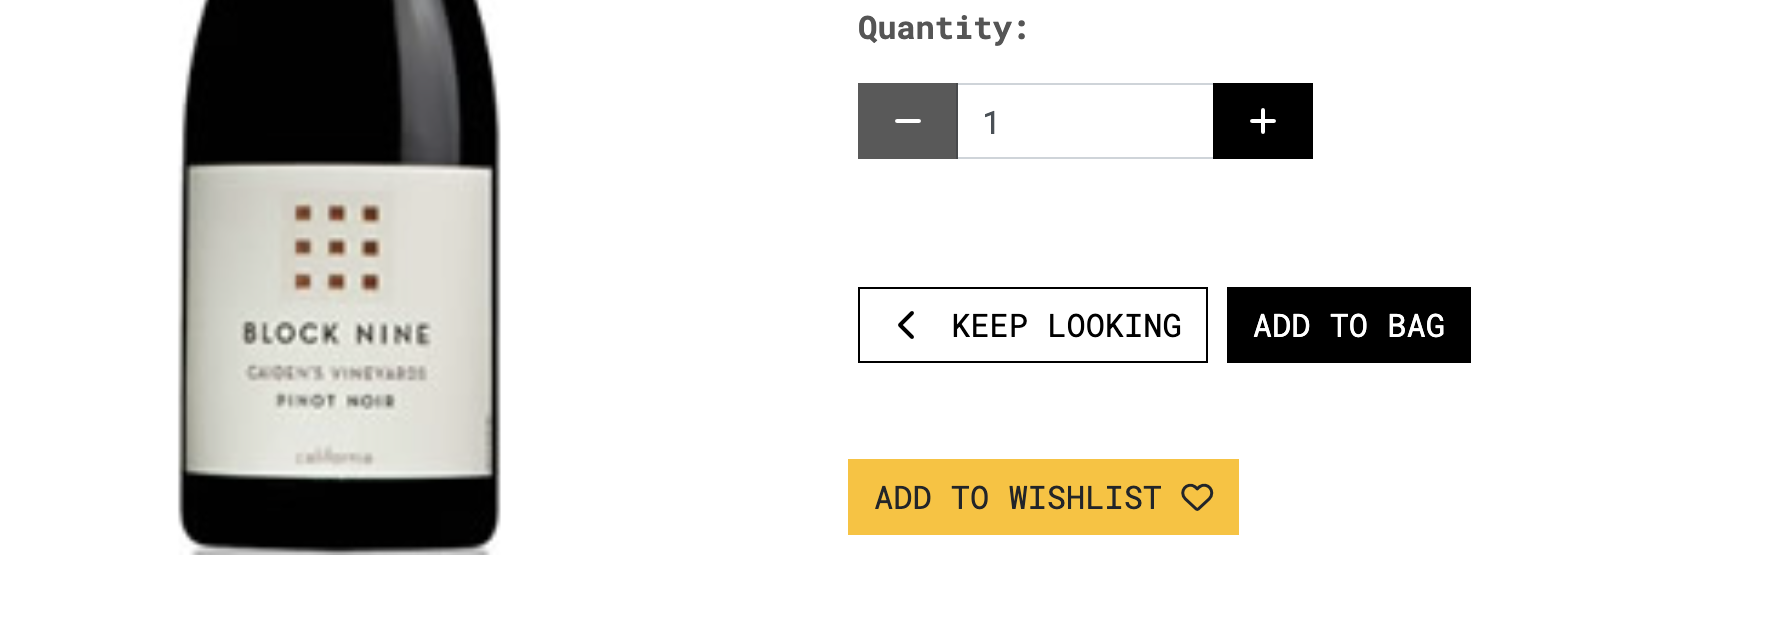 Quantity:
1
KEEP LOOKING
ADD TO BAG
ADD TO WISHLIST
BLOCK NINE
CAIDEN'S VINEYARDS
PINOT NOIR
california